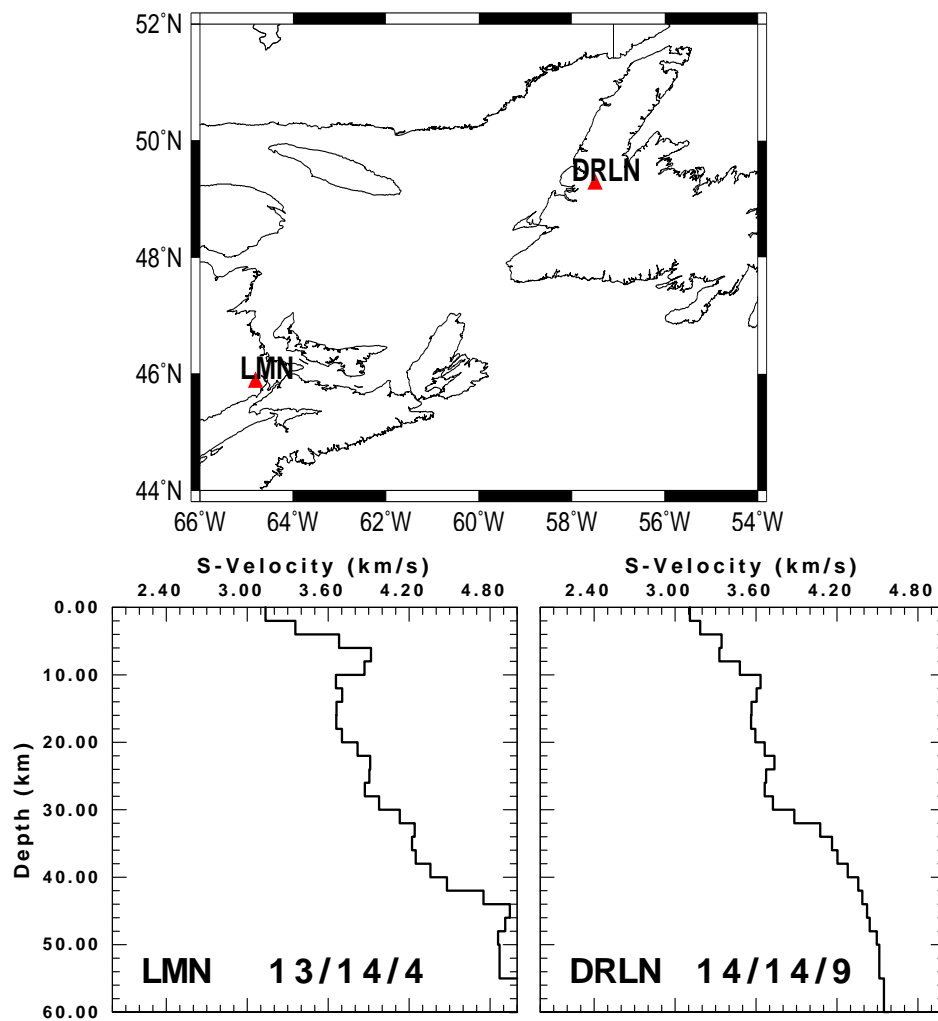 52°N
50°N
48°N
46°N
44°N
DRLN
LMN
66°W 64°W 62°W 60°W 58°W 56°W 54°W
S-Velocity (km/s) S-Velocity (km/s)
2.40 3.00 3.60 4.20 4.80 2.40 3.00 3.60 4.20 4.80
0.00
10.00
20.00
30.00
40.00
50.00
60.00
Depth (km)
LMN 13/14/4 DRLN 14/14/9